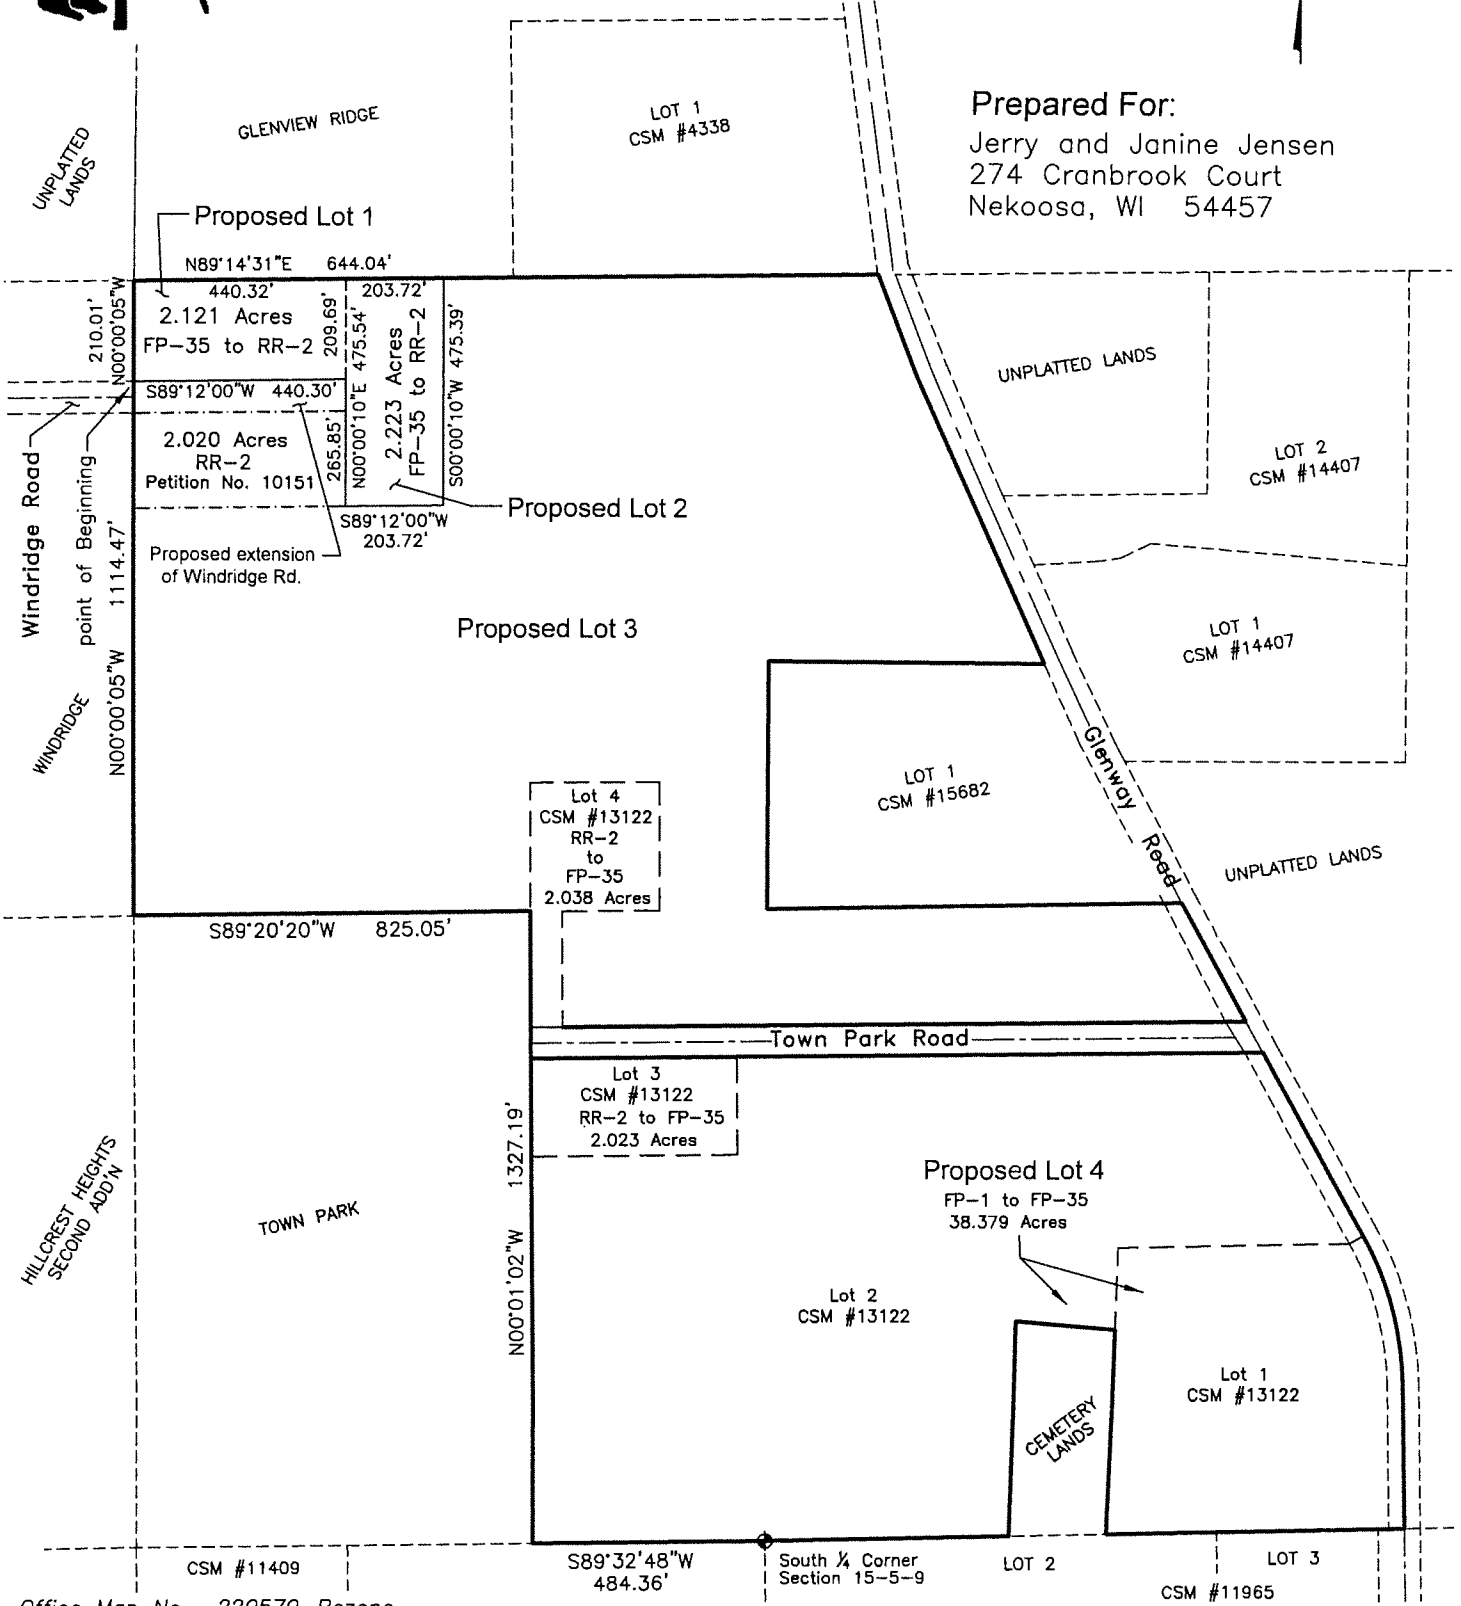 Prepared For:
Jerry and Janine Jensen
274 Cranbrook Court
Nekoosa, WI 54457
UNPLATTED
LANDS
GLENVIEW RIDGE
LOT 1
CSM #4338
Proposed Lot 1
N89°14'31"E 644.04'
440.32'
203.72'
2.121 Acres
FP-35 to RR-2
209.69'
210.01'
N00°00'05"W
N00°00'10"E 475.54'
2.223 Acres
FP-35 to RR-2
S00°00'10"W 475.39'
S89°12'00"W 440.30'
2.020 Acres
RR-2
Petition No. 10151
265.85'
Proposed Lot 2
S89°12'00"W
203.72'
Proposed extension
of Windridge Rd.
Windridge Road
point of Beginning
N00°00'05"W 1114.47'
WINDRIDGE
Proposed Lot 3
UNPLATTED LANDS
LOT 2
CSM #14407
LOT 1
CSM #14407
LOT 1
CSM #15682
Glenway Road
UNPLATTED LANDS
Lot 4
CSM #13122
RR-2
to
FP-35
2.038 Acres
S89°20'20"W 825.05'
Town Park Road
Lot 3
CSM #13122
RR-2 to FP-35
2.023 Acres
N00°01'02"W 1327.19'
HILLCREST HEIGHTS
SECOND ADD'N
TOWN PARK
Proposed Lot 4
FP-1 to FP-35
38.379 Acres
Lot 2
CSM #13122
CEMETERY
LANDS
Lot 1
CSM #13122
CSM #11409
S89°32'48"W
484.36'
South ¼ Corner
Section 15-5-9
LOT 2
LOT 3
CSM #11965
Office Map No. 220579 Rezone